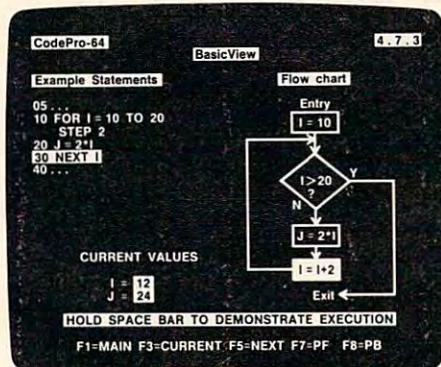 CodePro-64
4.7.3
BasicView
Example Statements
05 ...
10 FOR I = 10 TO 20
STEP 2
20 J = 2*I
30 NEXT I
40 ...
CURRENT VALUES
I = 12
J = 24
Flow chart
Entry
I = 10
I > 20
?
Y
N
J = 2*I
I = I+2
Exit
HOLD SPACE BAR TO DEMONSTRATE EXECUTION
F1=MAIN F3=CURRENT F5=NEXT F7=PF F8=PB